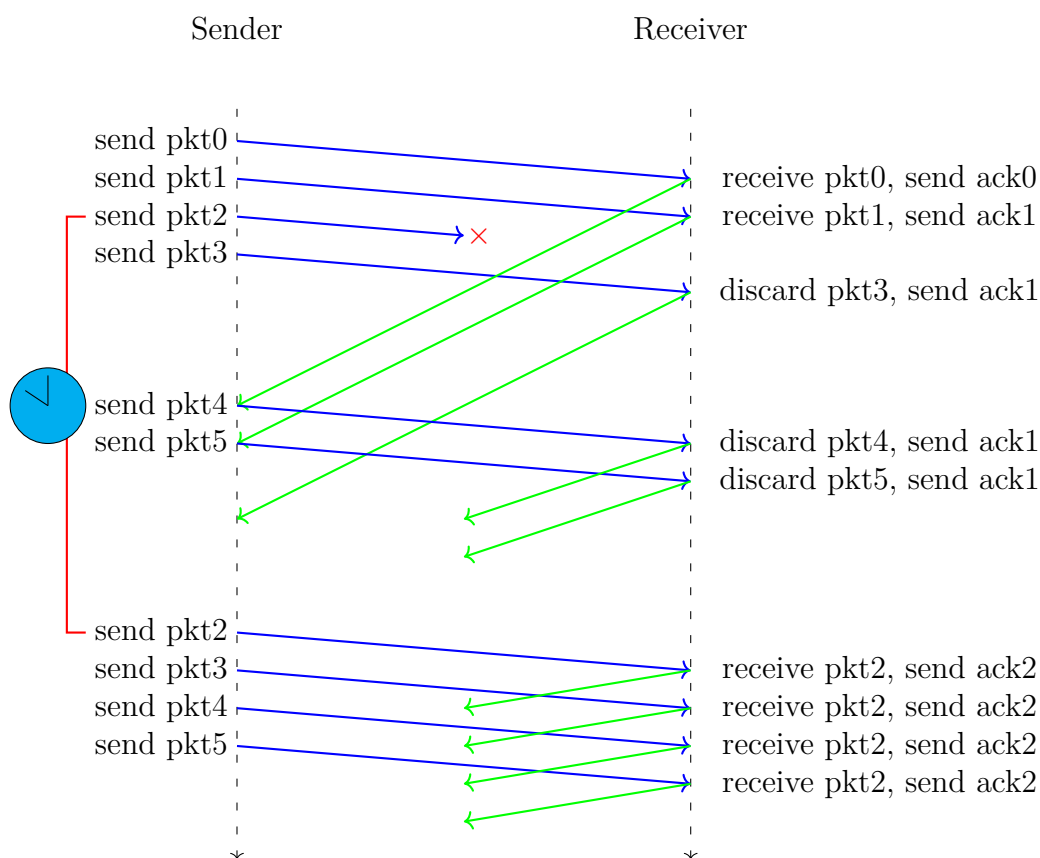 Sender Receiver
send pkt0
send pkt1 receive pkt0, send ack0
send pkt2 receive pkt1, send ack1
send pkt3
discard pkt3, send ack1
send pkt4
send pkt5 discard pkt4, send ack1
discard pkt5, send ack1
send pkt2
send pkt3 receive pkt2, send ack2
send pkt4 receive pkt2, send ack2
send pkt5 receive pkt2, send ack2
receive pkt2, send ack2